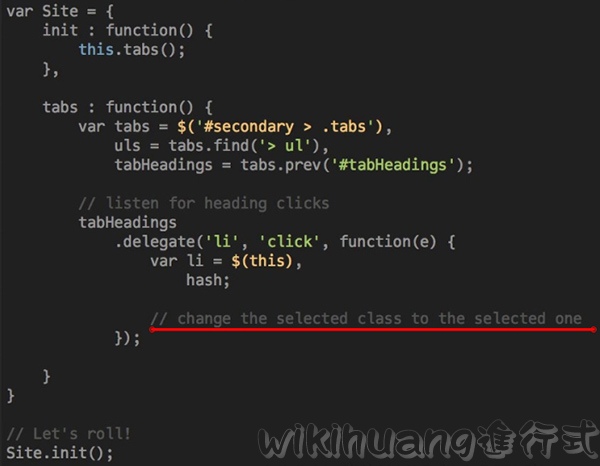 var Site = {
    init : function() {
        this.tabs();
    },
    tabs : function() {
        var tabs = $('#secondary > .tabs'),
            uls = tabs.find('> ul'),
            tabHeadings = tabs.prev('#tabHeadings');
        // listen for heading clicks
        tabHeadings
            .delegate('li', 'click', function(e) {
                var li = $(this),
                    hash;
                // change the selected class to the selected one
            });
    }
}
// Let's roll!
Site.init();
wikihuang進行式